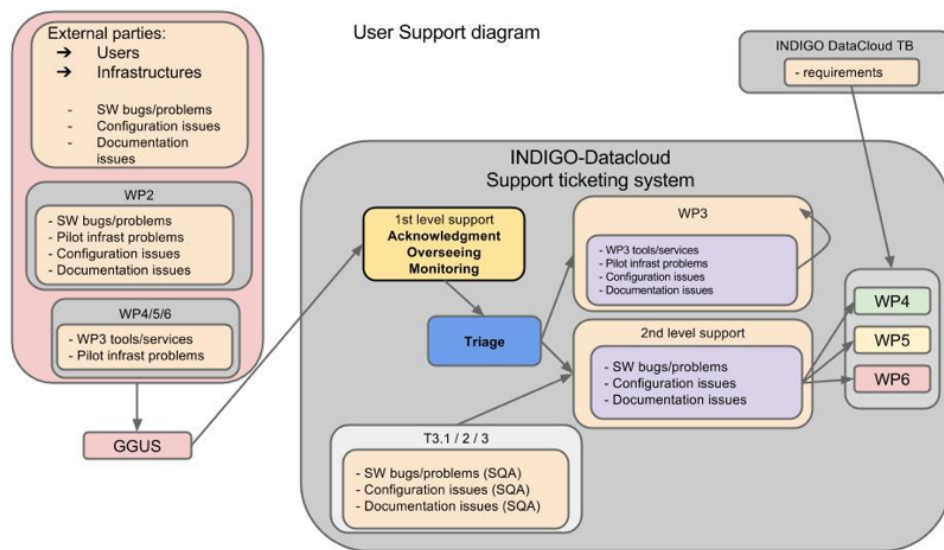 User Support diagram
External parties:
➔ Users
➔ Infrastructures
- SW bugs/problems
- Configuration issues
- Documentation
issues
WP2
- SW bugs/problems
- Pilot infrast problems
- Configuration issues
- Documentation issues
WP4/5/6
- WP3 tools/services
- Pilot infrast problems
GGUS
INDIGO DataCloud TB
- requirements
INDIGO-Datacloud
Support ticketing system
1st level support
Acknowledgment
Overseeing
Monitoring
Triage
WP3
- WP3 tools/services
- Pilot infrast problems
- Configuration issues
- Documentation issues
2nd level support
- SW bugs/problems
- Configuration issues
- Documentation issues
WP4
WP5
WP6
T3.1 / 2 / 3
- SW bugs/problems (SQA)
- Configuration issues (SQA)
- Documentation issues (SQA)